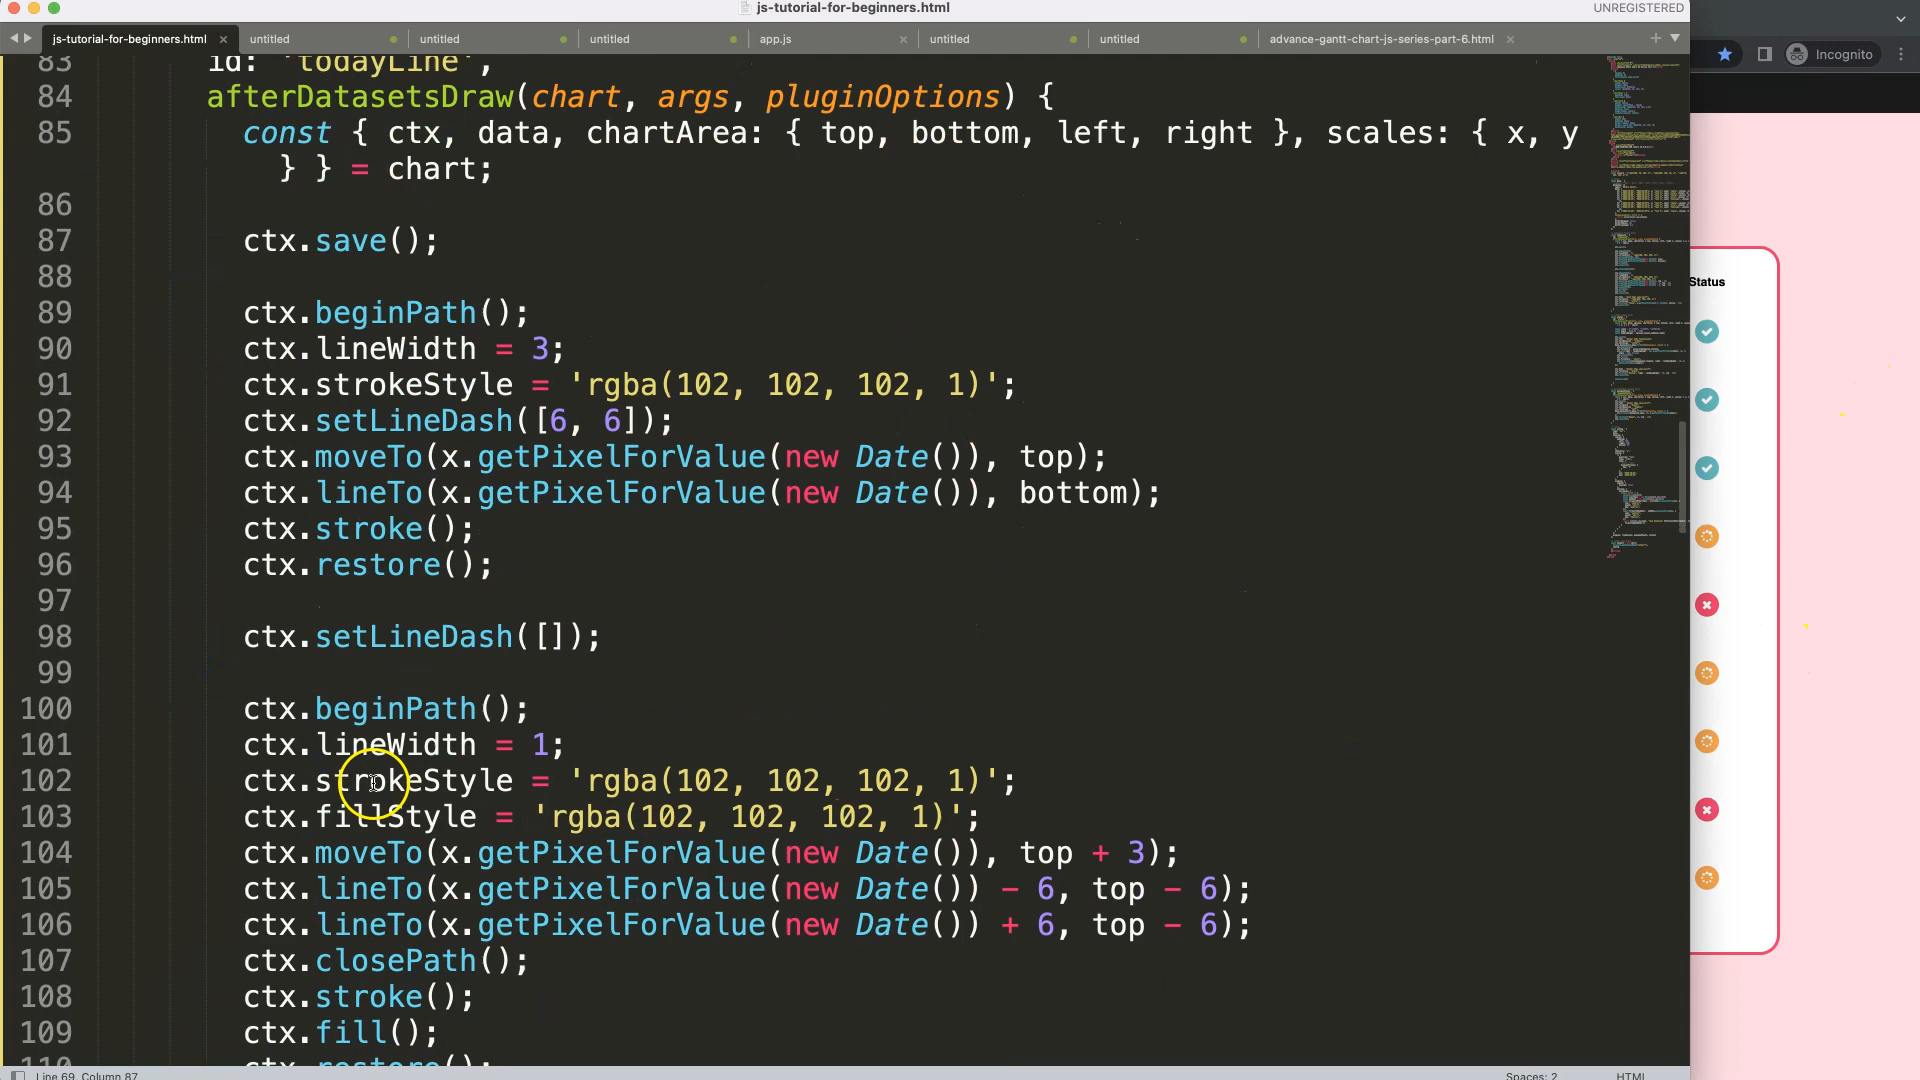 js-tutorial-for-beginners.html
UNREGISTERED
js-tutorial-for-beginners.html × untitled untitled untitled app.js × untitled untitled advance-gantt-chart-js-series-part-6.html × +
Incognito
83 id: 'todayLine',
84 afterDatasetsDraw(chart, args, pluginOptions) {
85 const { ctx, data, chartArea: { top, bottom, left, right }, scales: { x, y
} } = chart;
86
87 ctx.save();
88
89 ctx.beginPath();
90 ctx.lineWidth = 3;
91 ctx.strokeStyle = 'rgba(102, 102, 102, 1)';
92 ctx.setLineDash([6, 6]);
93 ctx.moveTo(x.getPixelForValue(new Date()), top);
94 ctx.lineTo(x.getPixelForValue(new Date()), bottom);
95 ctx.stroke();
96 ctx.restore();
97
98 ctx.setLineDash([]);
99
100 ctx.beginPath();
101 ctx.lineWidth = 1;
102 ctx.strokeStyle = 'rgba(102, 102, 102, 1)';
103 ctx.fillStyle = 'rgba(102, 102, 102, 1)';
104 ctx.moveTo(x.getPixelForValue(new Date()), top + 3);
105 ctx.lineTo(x.getPixelForValue(new Date()) - 6, top - 6);
106 ctx.lineTo(x.getPixelForValue(new Date()) + 6, top - 6);
107 ctx.closePath();
108 ctx.stroke();
109 ctx.fill();
110 ctx.restore();
Status
Line 69, Column 87
Spaces: 2
HTML